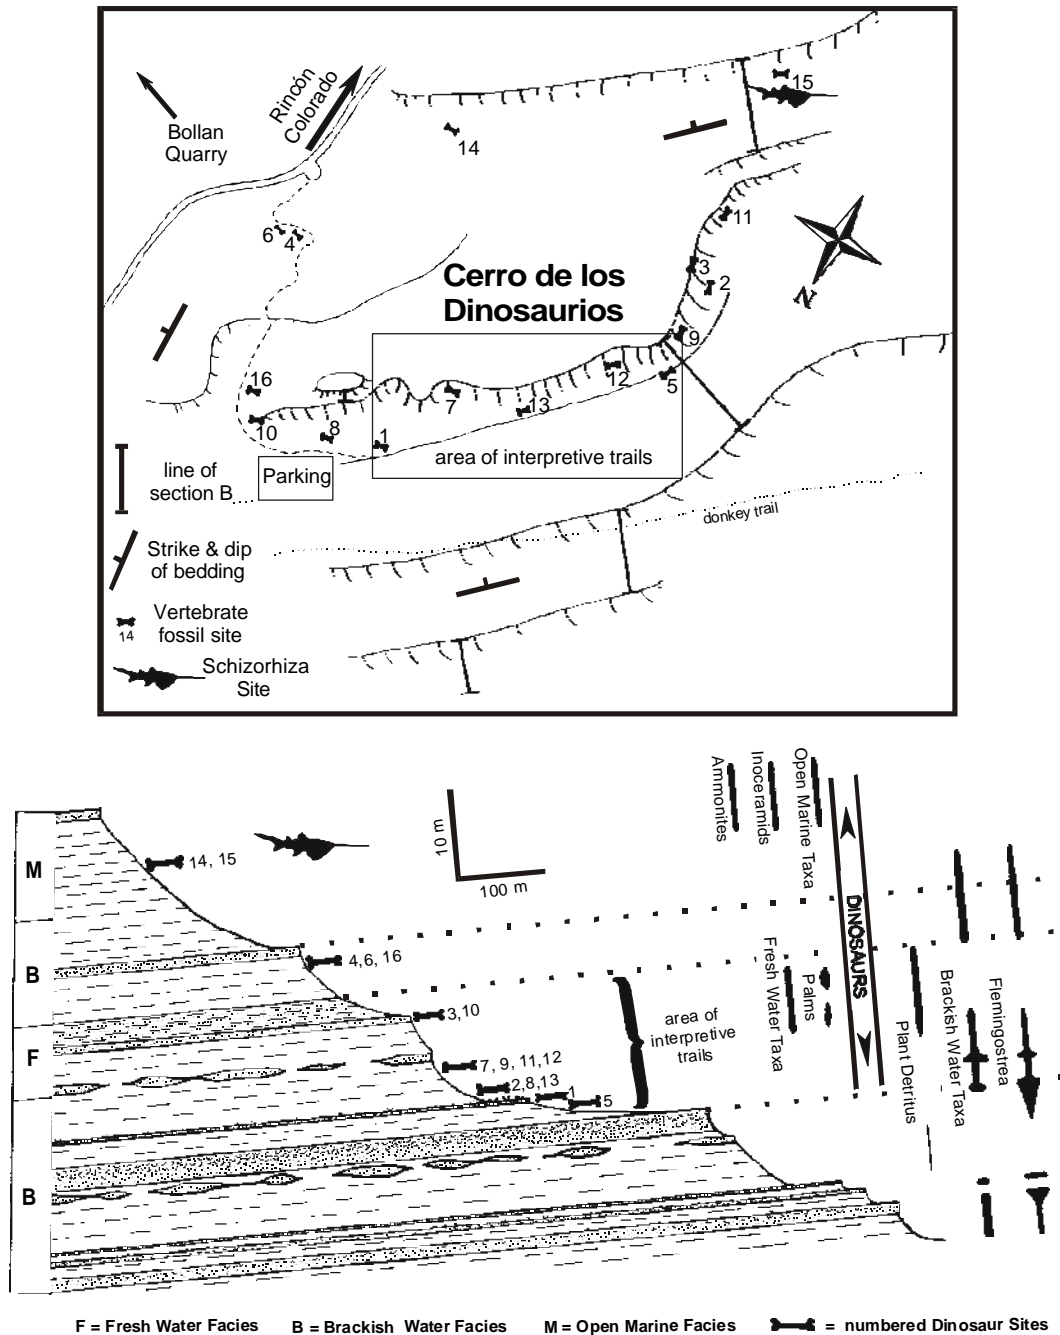 Bollan
Quarry
Rincón
Colorado
15
14
11
6
4
3
2
Cerro de los
Dinosaurios
N
9
16
12
5
7
13
10
8
1
area of interpretive trails
Parking
line of
section B
donkey trail
Strike & dip
of bedding
Vertebrate
fossil site
14
Schizorhiza
Site
Ammonites
Inoceramids
Open Marine Taxa
10 m
100 m
M
14, 15
DINOSAURS
B
4,6, 16
Fresh Water Taxa
Palms
Plant Detritus
Brackish Water Taxa
Flemingostrea
3,10
area of
interpretive
trails
F
7, 9, 11,12
2,8,13
1
5
B
F = Fresh Water Facies B = Brackish Water Facies M = Open Marine Facies = numbered Dinosaur Sites